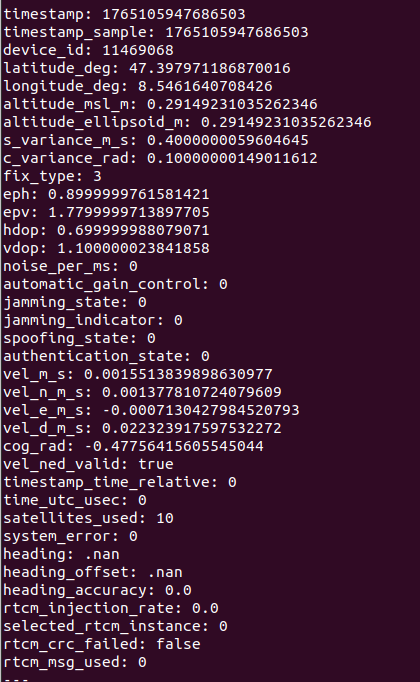 timestamp: 1765105947686503
timestamp_sample: 1765105947686503
device_id: 11469068
latitude_deg: 47.397971186870016
longitude_deg: 8.5461640708426
altitude_msl_m: 0.29149231035262346
altitude_ellipsoid_m: 0.29149231035262346
s_variance_m_s: 0.4000000059604645
c_variance_rad: 0.10000000149011612
fix_type: 3
eph: 0.8999999761581421
epv: 1.7799999713897705
hdop: 0.699999988079071
vdop: 1.100000023841858
noise_per_ms: 0
automatic_gain_control: 0
jamming_state: 0
jamming_indicator: 0
spoofing_state: 0
authentication_state: 0
vel_m_s: 0.0015513839898630977
vel_n_m_s: 0.001377810724079609
vel_e_m_s: -0.0007130427984520793
vel_d_m_s: 0.022323917597532272
cog_rad: -0.47756415605545044
vel_ned_valid: true
timestamp_time_relative: 0
time_utc_usec: 0
satellites_used: 10
system_error: 0
heading: .nan
heading_offset: .nan
heading_accuracy: 0.0
rtcm_injection_rate: 0.0
selected_rtcm_instance: 0
rtcm_crc_failed: false
rtcm_msg_used: 0
---